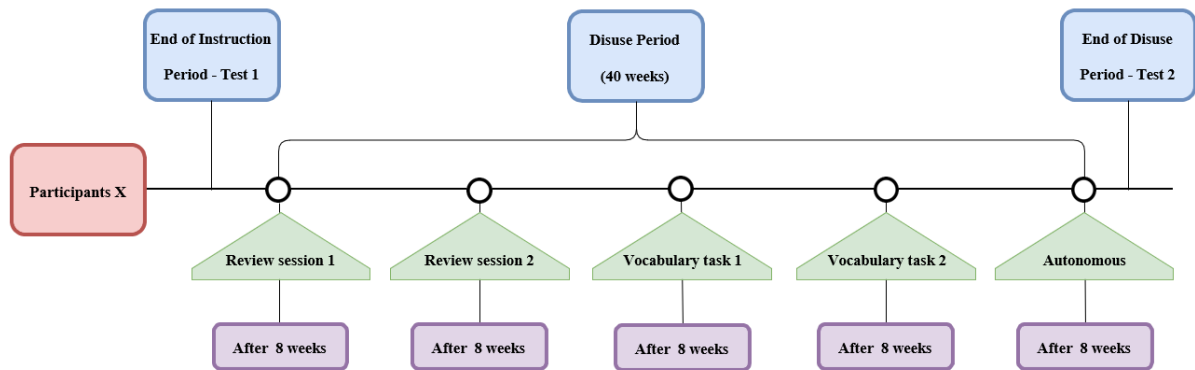 End of Instruction
Period - Test 1
Disuse Period
(40 weeks)
End of Disuse
Period - Test 2
Participants X
Review session 1
Review session 2
Vocabulary task 1
Vocabulary task 2
Autonomous
After 8 weeks
After 8 weeks
After 8 weeks
After 8 weeks
After 8 weeks